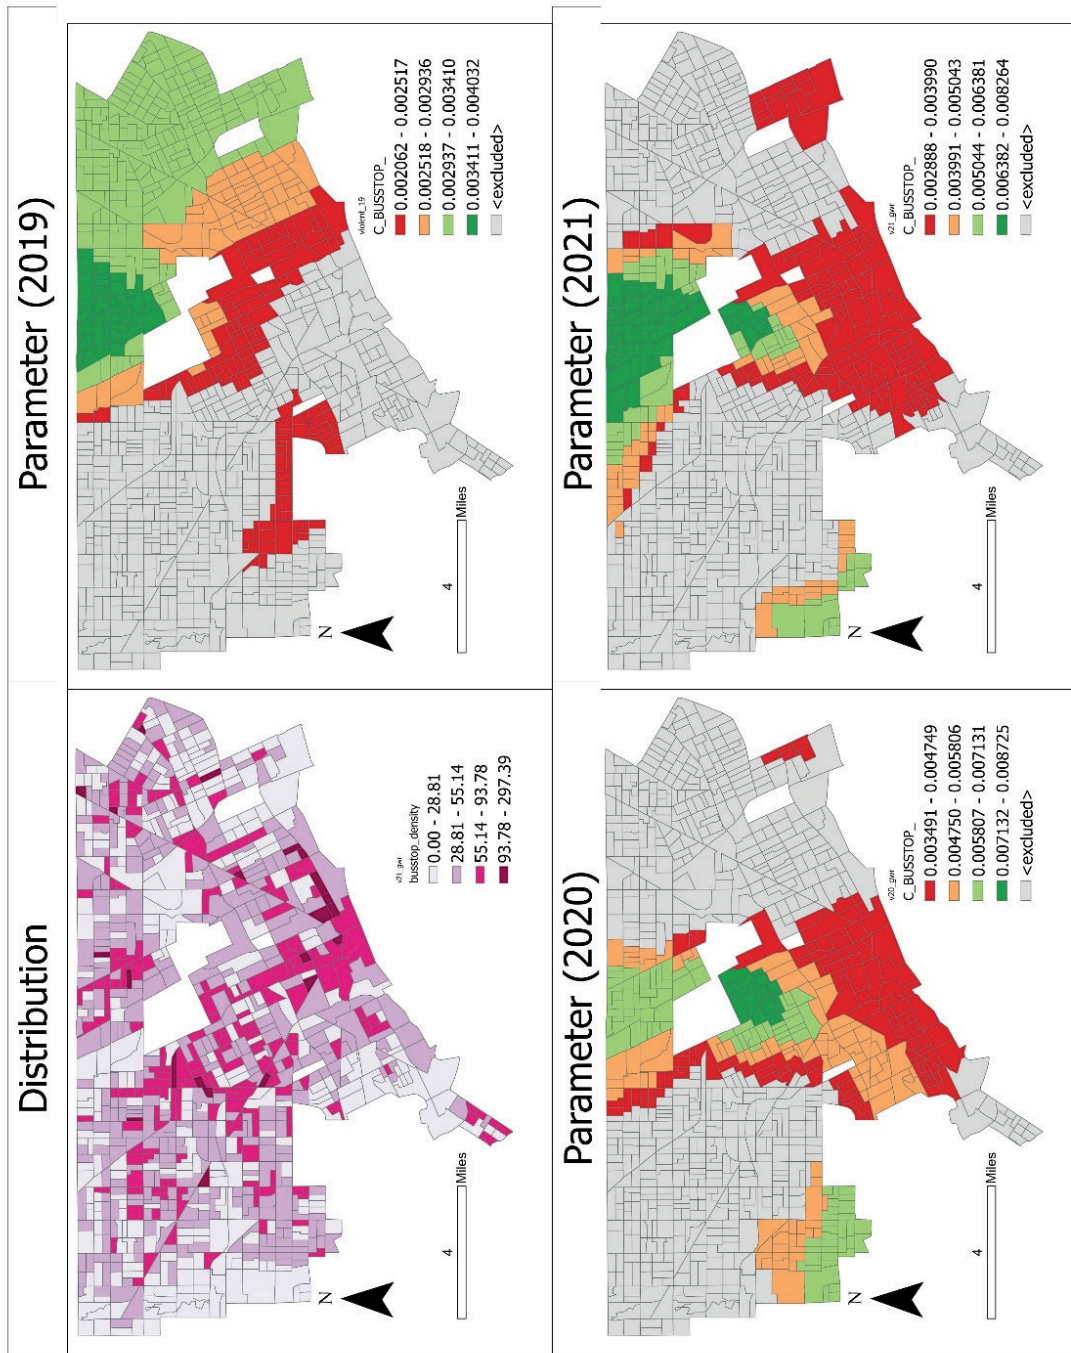 Distribution
v21_gwr
busstop_density
0.00 - 28.81
28.81 - 55.14
55.14 - 93.78
93.78 - 297.39
N
4
Miles
Parameter (2019)
violent_19
C_BUSSTOP_
0.002062 - 0.002517
0.002518 - 0.002936
0.002937 - 0.003410
0.003411 - 0.004032
<excluded>
N
4
Miles
Parameter (2020)
v20_gwr
C_BUSSTOP_
0.003491 - 0.004749
0.004750 - 0.005806
0.005807 - 0.007131
0.007132 - 0.008725
<excluded>
N
4
Miles
Parameter (2021)
v21_gwr
C_BUSSTOP_
0.002888 - 0.003990
0.003991 - 0.005043
0.005044 - 0.006381
0.006382 - 0.008264
<excluded>
N
4
Miles